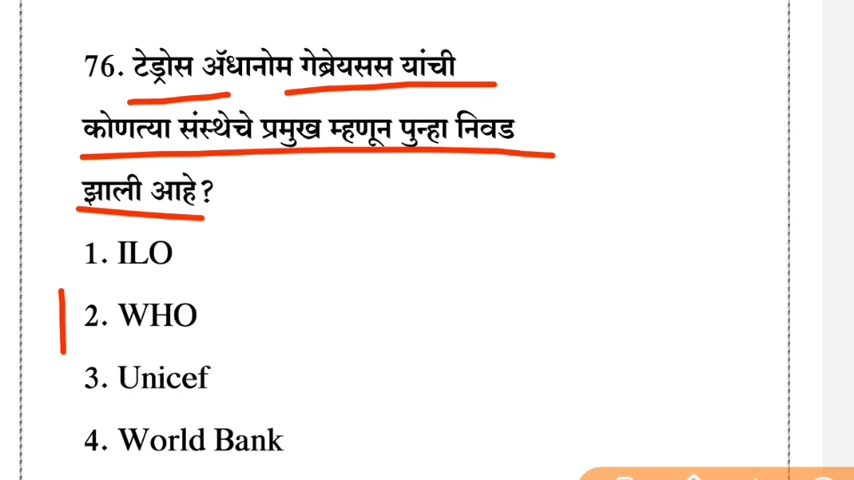 76. टेड्रोस ॲधानोम गेब्रेयसस यांची
कोणत्या संस्थेचे प्रमुख म्हणून पुन्हा निवड
झाली आहे?
1. ILO
2. WHO
3. Unicef
4. World Bank